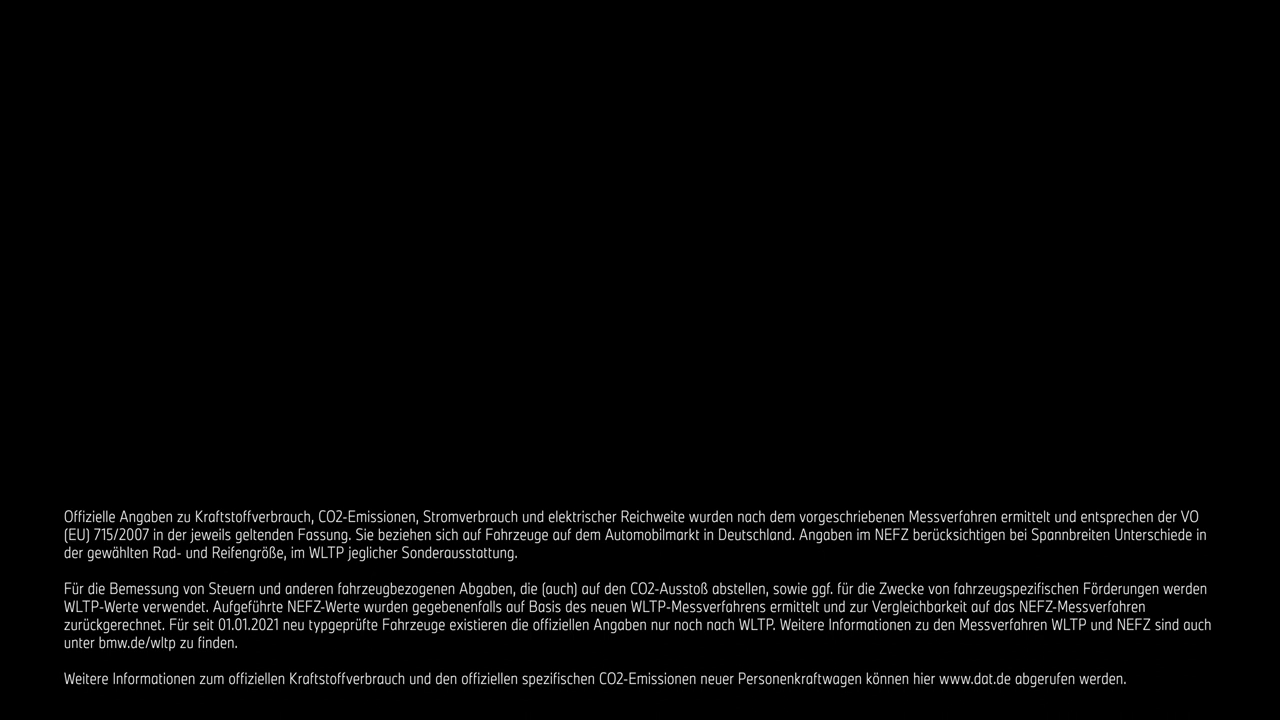 Offizielle Angaben zu Kraftstoffverbrauch, CO2-Emissionen, Stromverbrauch und elektrischer Reichweite wurden nach dem vorgeschriebenen Messverfahren ermittelt und entsprechen der VO
(EU) 715/2007 in der jeweils geltenden Fassung. Sie beziehen sich auf Fahrzeuge auf dem Automobilmarkt in Deutschland. Angaben im NEFZ berücksichtigen bei Spannbreiten Unterschiede in
der gewählten Rad- und Reifengröße, im WLTP jeglicher Sonderausstattung.
Für die Bemessung von Steuern und anderen fahrzeugbezogenen Abgaben, die (auch) auf den CO2-Ausstoß abstellen, sowie ggf. für die Zwecke von fahrzeugspezifischen Förderungen werden
WLTP-Werte verwendet. Aufgeführte NEFZ-Werte wurden gegebenenfalls auf Basis des neuen WLTP-Messverfahrens ermittelt und zur Vergleichbarkeit auf das NEFZ-Messverfahren
zurückgerechnet. Für seit 01.01.2021 neu typgeprüfte Fahrzeuge existieren die offiziellen Angaben nur noch nach WLTP. Weitere Informationen zu den Messverfahren WLTP und NEFZ sind auch
unter bmw.de/wltp zu finden.
Weitere Informationen zum offiziellen Kraftstoffverbrauch und den offiziellen spezifischen CO2-Emissionen neuer Personenkraftwagen können hier www.dat.de abgerufen werden.